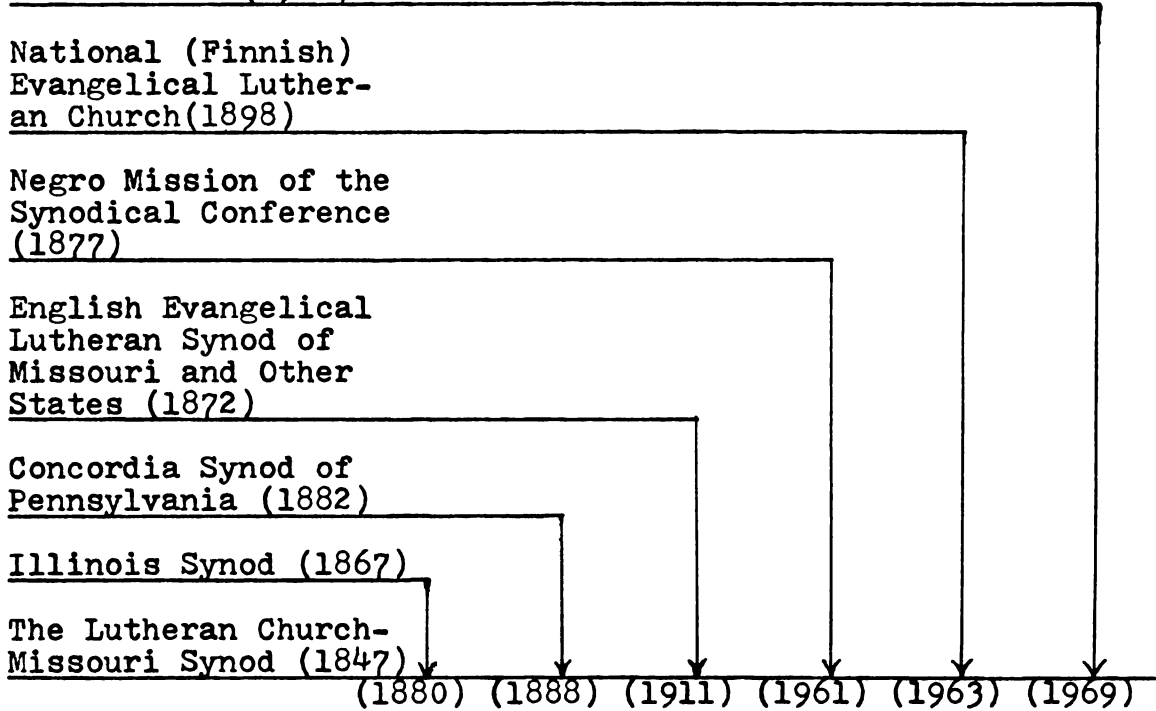 National (Finnish)
Evangelical Luther-
an Church(1898)
Negro Mission of the
Synodical Conference
(1877)
English Evangelical
Lutheran Synod of
Missouri and Other
States (1872)
Concordia Synod of
Pennsylvania (1882)
Illinois Synod (1867)
The Lutheran Church-
Missouri Synod (1847)
(1880) (1888) (1911) (1961) (1963) (1969)